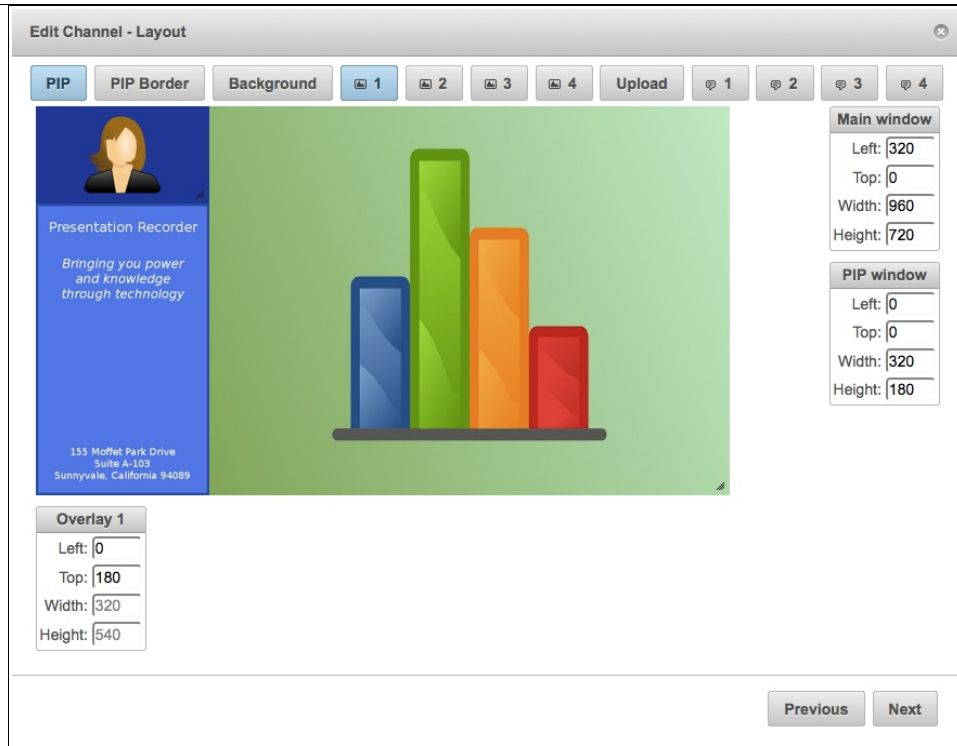 Edit Channel - Layout
PIP PIP Border Background 1 2 3 4 Upload 1 2 3 4
Presentation Recorder
Bringing you power
and knowledge
through technology
155 Moffet Park Drive
Suite A-103
Sunnyvale, California 94089
Main window
Left: 320
Top: 0
Width: 960
Height: 720
PIP window
Left: 0
Top: 0
Width: 320
Height: 180
Overlay 1
Left: 0
Top: 180
Width: 320
Height: 540
Previous Next